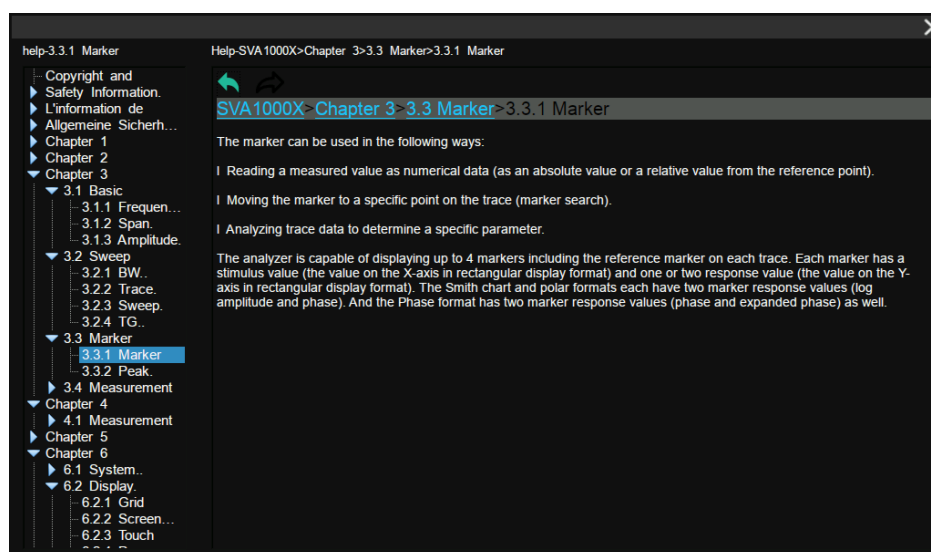 help-3.3.1 Marker
Help-SVA1000X>Chapter 3>3.3 Marker>3.3.1 Marker
Copyright and
Safety Information.
L'information de
Allgemeine Sicherh...
Chapter 1
Chapter 2
Chapter 3
3.1 Basic
3.1.1 Frequen...
3.1.2 Span.
3.1.3 Amplitude.
3.2 Sweep
3.2.1 BW..
3.2.2 Trace.
3.2.3 Sweep.
3.2.4 TG..
3.3 Marker
3.3.1 Marker
3.3.2 Peak.
3.4 Measurement
Chapter 4
4.1 Measurement
Chapter 5
Chapter 6
6.1 System..
6.2 Display.
6.2.1 Grid
6.2.2 Screen...
6.2.3 Touch
SVA1000X>Chapter 3>3.3 Marker>3.3.1 Marker
The marker can be used in the following ways:
l Reading a measured value as numerical data (as an absolute value or a relative value from the reference point).
l Moving the marker to a specific point on the trace (marker search).
l Analyzing trace data to determine a specific parameter.
The analyzer is capable of displaying up to 4 markers including the reference marker on each trace. Each marker has a
stimulus value (the value on the X-axis in rectangular display format) and one or two response value (the value on the Y-
axis in rectangular display format). The Smith chart and polar formats each have two marker response values (log
amplitude and phase). And the Phase format has two marker response values (phase and expanded phase) as well.